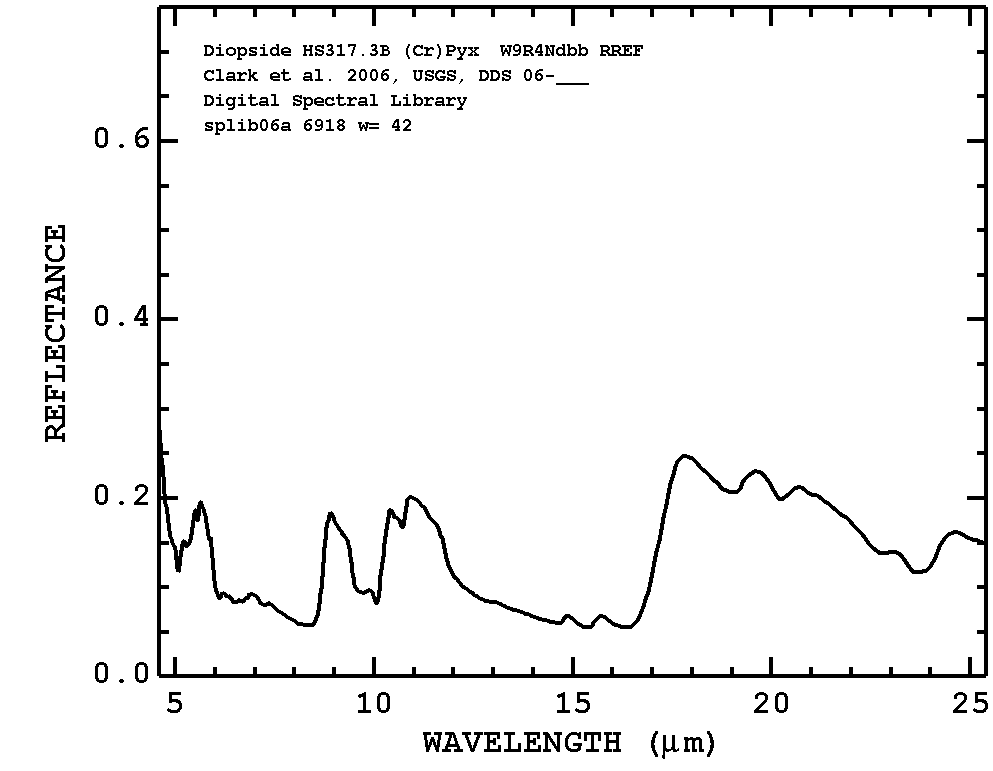 Diopside HS317.3B (Cr)Pyx W9R4Ndbb RREF
Clark et al. 2006, USGS, DDS 06-___
Digital Spectral Library
splib06a 6918 w= 42
0.6
0.4
0.2
0.0
REFLECTANCE
5 10 15 20 25
WAVELENGTH (μm)